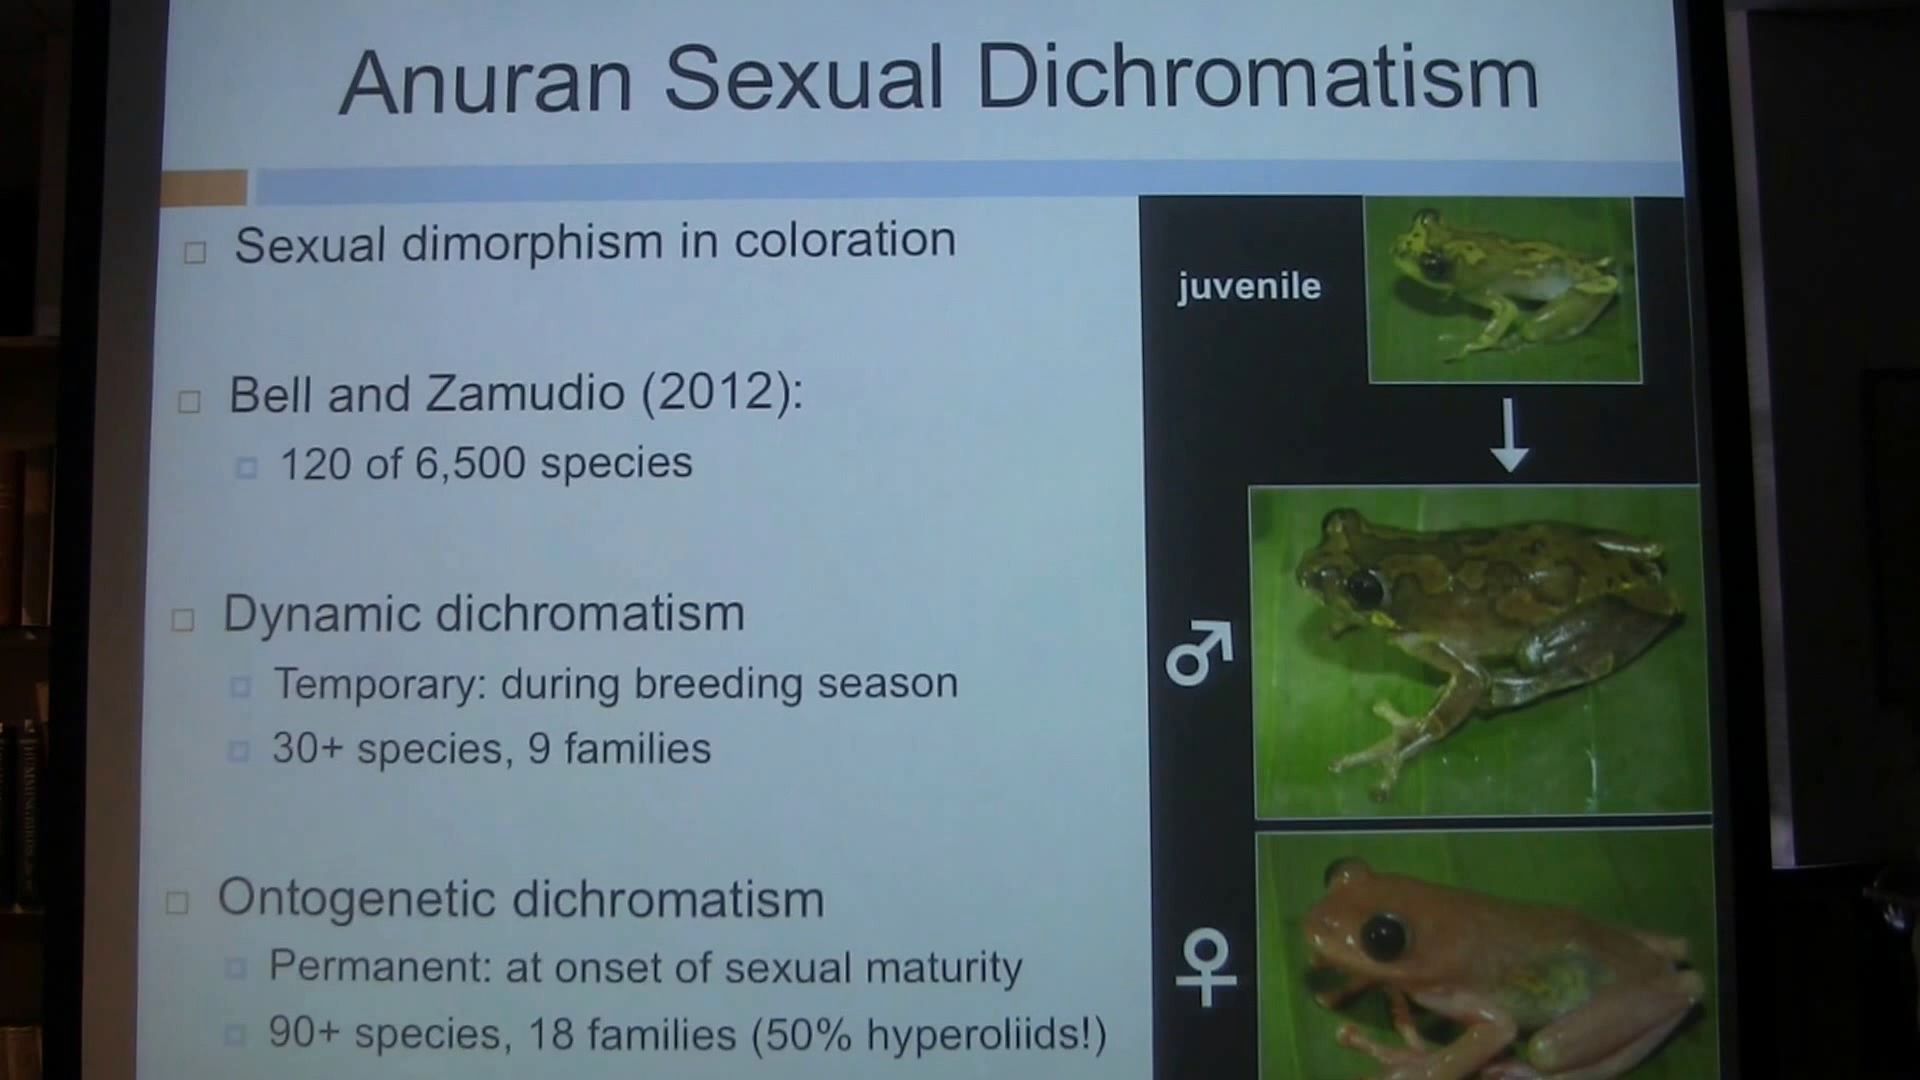 Anuran Sexual Dichromatism
Sexual dimorphism in coloration
Bell and Zamudio (2012):
120 of 6,500 species
Dynamic dichromatism
Temporary: during breeding season
30+ species, 9 families
Ontogenetic dichromatism
Permanent: at onset of sexual maturity
90+ species, 18 families (50% hyperoliids!)
juvenile
♂
♀